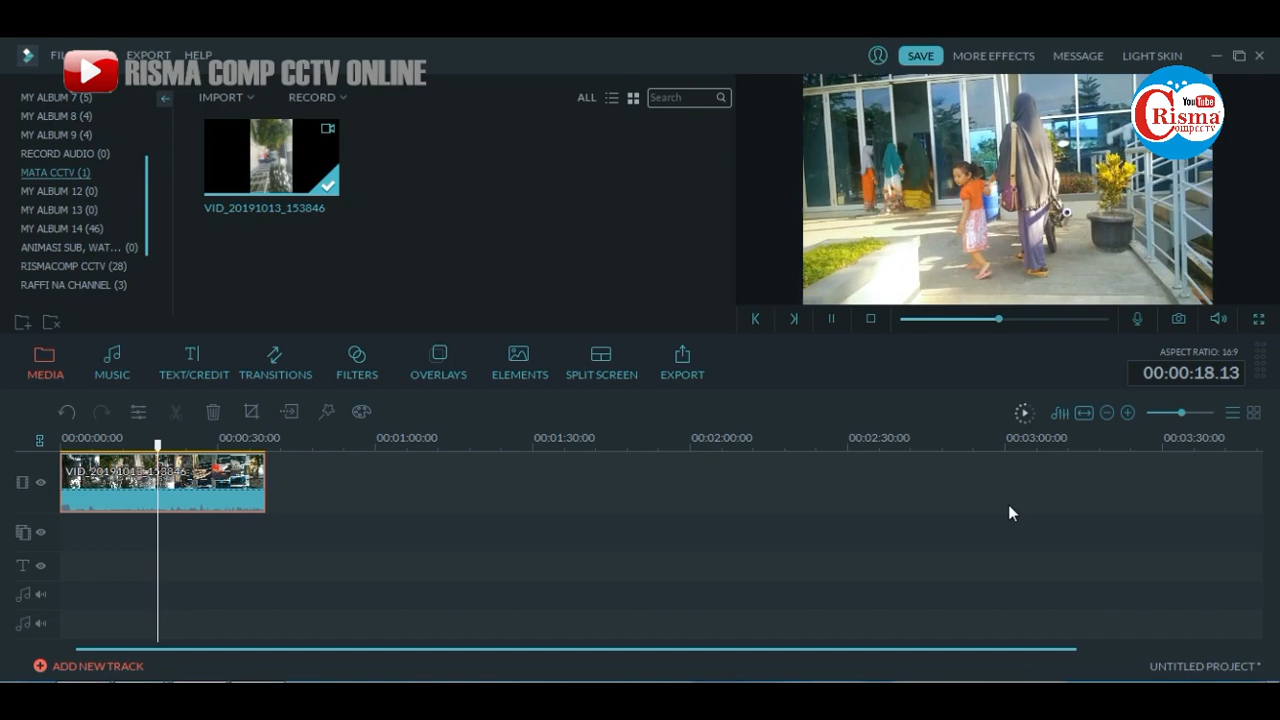 EXPORT HELP
RISMA COMP CCTV ONLINE
SAVE MORE EFFECTS MESSAGE LIGHT SKIN
YouTube
Risma
Comp CCTV
MY ALBUM 7 (5)
MY ALBUM 8 (4)
MY ALBUM 9 (4)
RECORD AUDIO (0)
MATA CCTV (1)
MY ALBUM 12 (0)
MY ALBUM 13 (0)
MY ALBUM 14 (46)
ANIMASI SUB, WAT... (0)
RISMACOMP CCTV (28)
RAFFI NA CHANNEL (3)
IMPORT RECORD ALL Search
VID_20191013_153846
MEDIA MUSIC TEXT/CREDIT TRANSITIONS FILTERS OVERLAYS ELEMENTS SPLIT SCREEN EXPORT
ASPECT RATIO: 16:9
00:00:18.13
00:00:00:00 00:00:30:00 00:01:00:00 00:01:30:00 00:02:00:00 00:02:30:00 00:03:00:00 00:03:30:00
VID_20191013_153846
ADD NEW TRACK
UNTITLED PROJECT *